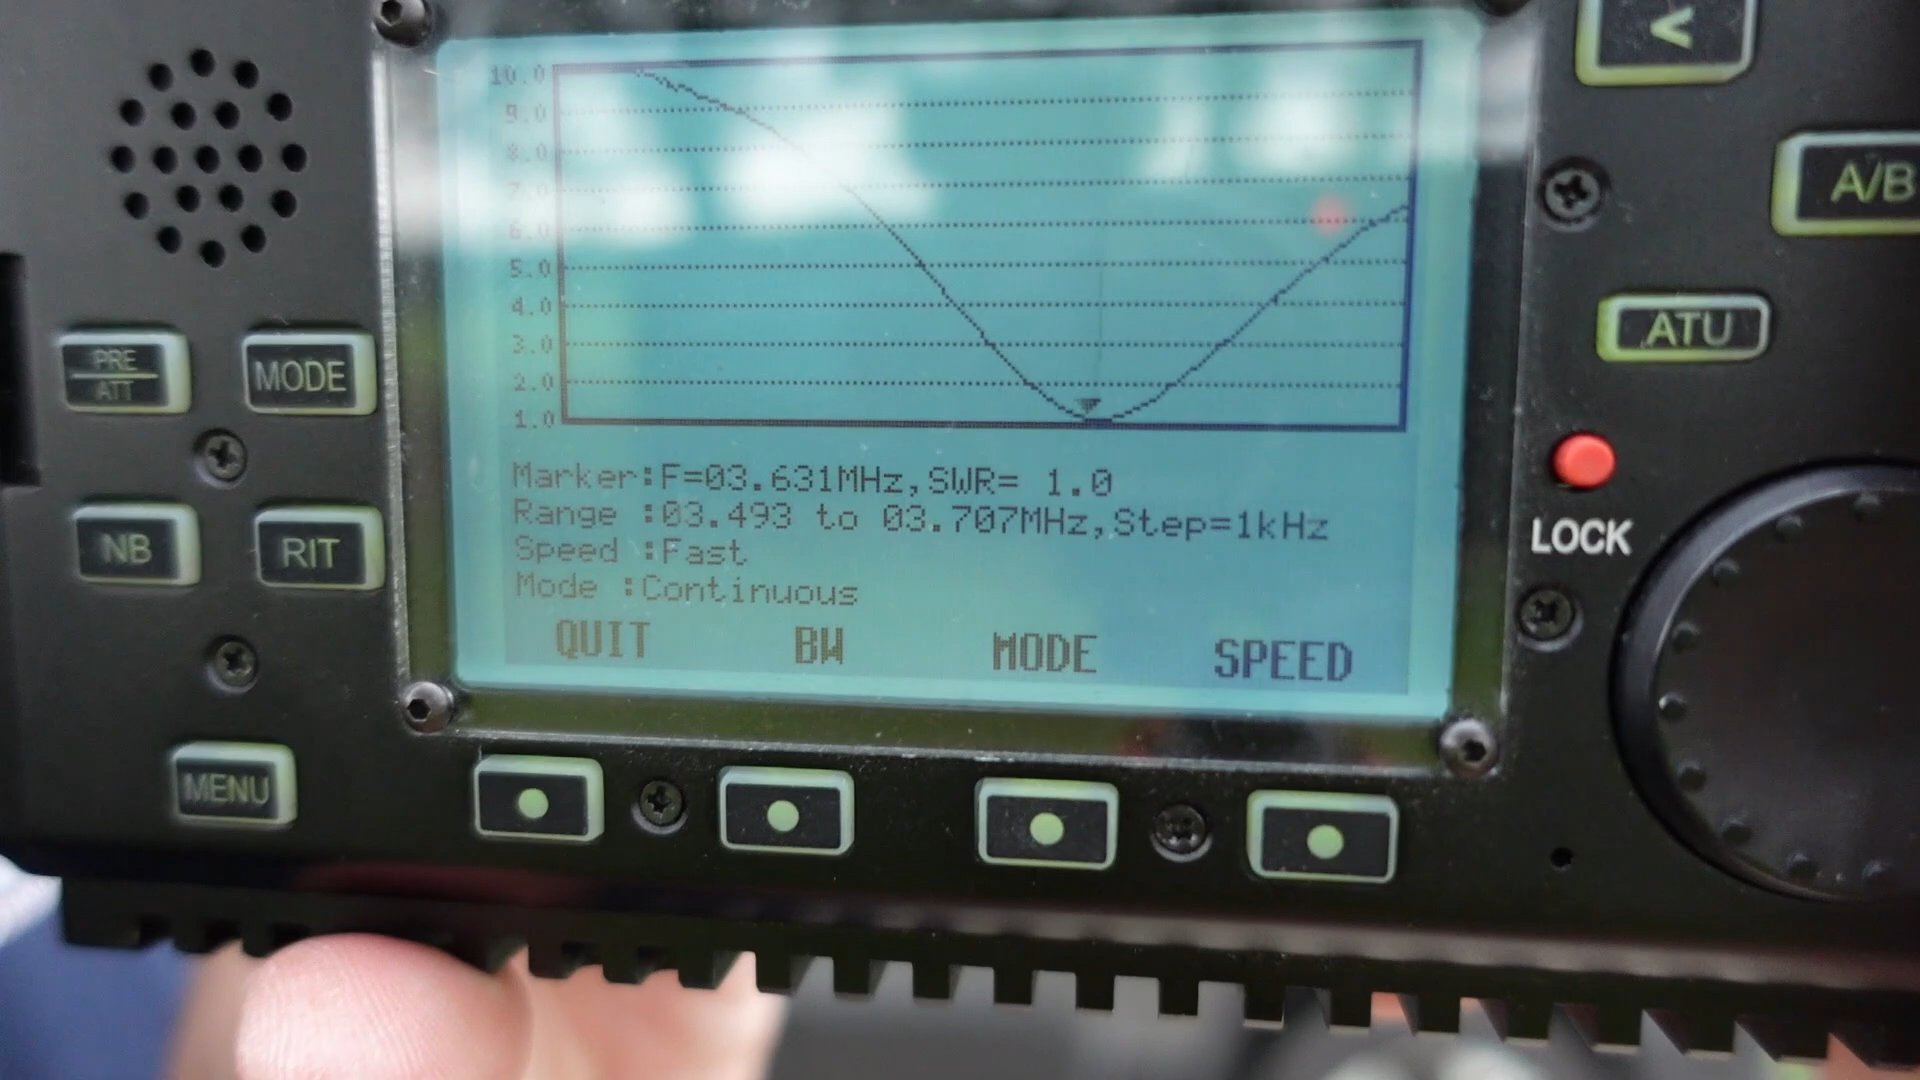 <
10.0
9.0
8.0
7.0
6.0
5.0
4.0
3.0
2.0
1.0
A/B
ATU
PRE
ATT
MODE
NB
RIT
LOCK
Marker:F=03.631MHz,SWR= 1.0
Range :03.493 to 03.707MHz,Step=1kHz
Speed :Fast
Mode :Continuous
QUIT BW MODE SPEED
MENU